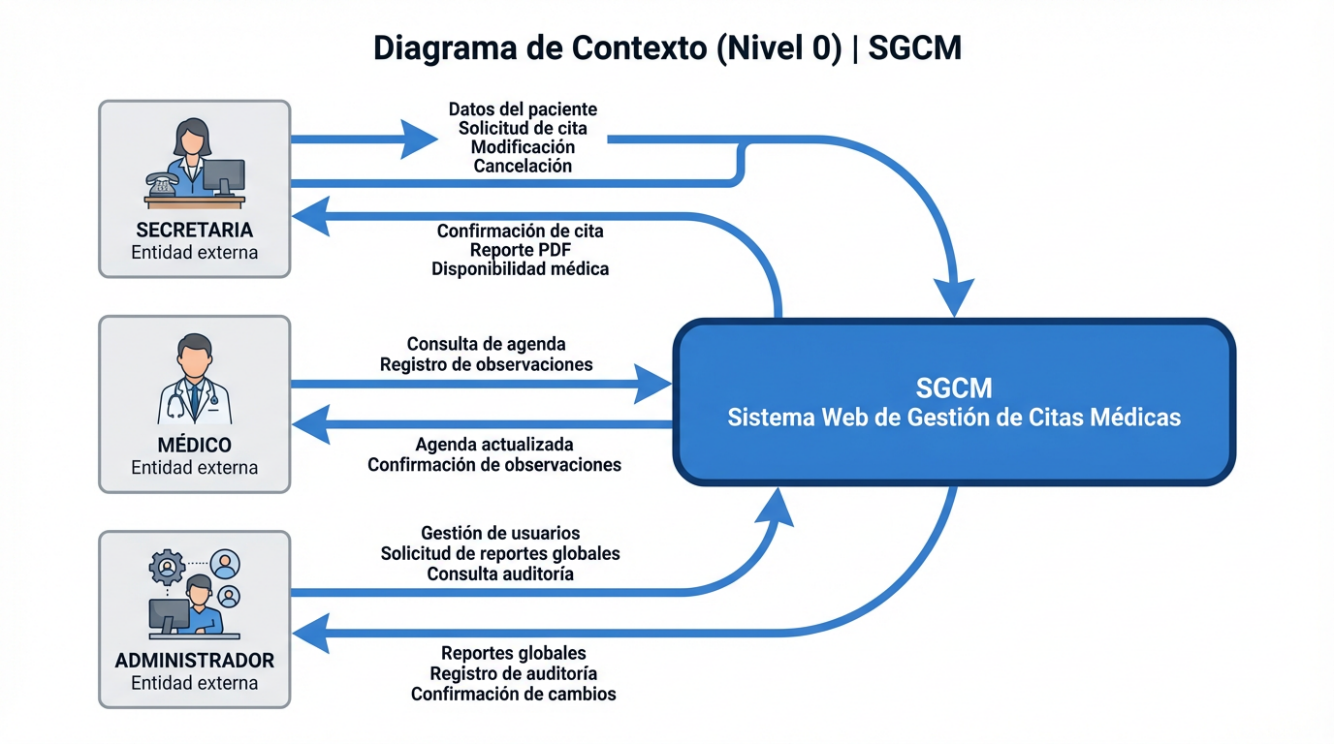 Diagrama de Contexto (Nivel 0) | SGCM
Datos del paciente
Solicitud de cita
Modificación
Cancelación
SECRETARIA
Entidad externa
Confirmación de cita
Reporte PDF
Disponibilidad médica
Consulta de agenda
Registro de observaciones
MÉDICO
Entidad externa
Agenda actualizada
Confirmación de observaciones
SGCM
Sistema Web de Gestión de Citas Médicas
Gestión de usuarios
Solicitud de reportes globales
Consulta auditoría
ADMINISTRADOR
Entidad externa
Reportes globales
Registro de auditoría
Confirmación de cambios